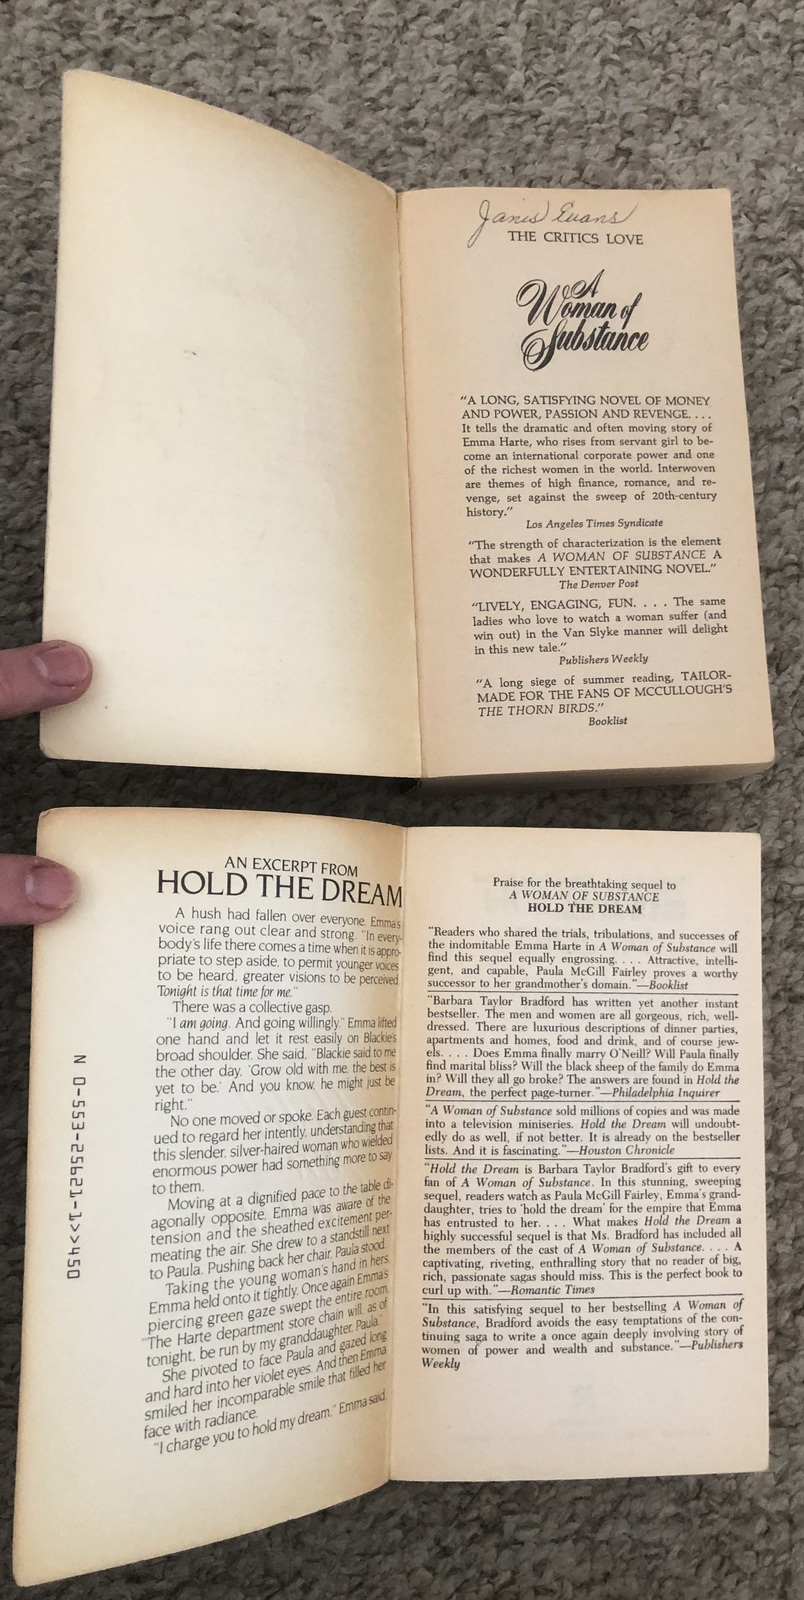 Janis Evans
THE CRITICS LOVE
A
Woman of
Substance
"A LONG, SATISFYING NOVEL OF MONEY
AND POWER, PASSION AND REVENGE. . . .
It tells the dramatic and often moving story of
Emma Harte, who rises from servant girl to be-
come an international corporate power and one
of the richest women in the world. Interwoven
are themes of high finance, romance, and re-
venge, set against the sweep of 20th-century
history."
Los Angeles Times Syndicate
"The strength of characterization is the element
that makes A WOMAN OF SUBSTANCE A
WONDERFULLY ENTERTAINING NOVEL."
The Denver Post
"LIVELY, ENGAGING, FUN. . . . The same
ladies who love to watch a woman suffer (and
win out) in the Van Slyke manner will delight
in this new tale."
Publishers Weekly
"A long siege of summer reading, TAILOR-
MADE FOR THE FANS OF MCCULLOUGH'S
THE THORN BIRDS."
Booklist
AN EXCERPT FROM
HOLD THE DREAM
A hush had fallen over everyone. Emma's
voice rang out clear and strong. "In every-
body's life there comes a time when it is appro-
priate to step aside, to permit younger voices
to be heard, greater visions to be perceived.
Tonight is that time for me."
There was a collective gasp.
"I am going. And going willingly." Emma lifted
one hand and let it rest easily on Blackie's
broad shoulder. She said, "Blackie said to me
the other day, 'Grow old with me, the best is
yet to be.' And you know, he might just be
right."
No one moved or spoke. Each guest contin-
ued to regard her intently, understanding that
this slender, silver-haired woman who wielded
enormous power had something more to say
to them.
Moving at a dignified pace to the table di-
agonally opposite, Emma was aware of the
tension and the sheathed excitement per-
meating the air. She drew to a standstill next
to Paula. Pushing back her chair, Paula stood.
Taking the young woman's hand in hers,
Emma held onto it tightly. Once again Emma's
piercing green gaze swept the entire room.
"The Harte department store chain will, as of
tonight, be run by my granddaughter, Paula."
She pivoted to face Paula and gazed long
and hard into her violet eyes. And then Emma
smiled her incomparable smile that filled her
face with radiance.
"I charge you to hold my dream." Emma said.
N 0-553-25621-1>>450
Praise for the breathtaking sequel to
A WOMAN OF SUBSTANCE
HOLD THE DREAM
"Readers who shared the trials, tribulations, and successes of
the indomitable Emma Harte in A Woman of Substance will
find this sequel equally engrossing. . . . Attractive, intelli-
gent, and capable, Paula McGill Fairley proves a worthy
successor to her grandmother's domain."—Booklist
"Barbara Taylor Bradford has written yet another instant
bestseller. The men and women are all gorgeous, rich, well-
dressed. There are luxurious descriptions of dinner parties,
apartments and homes, food and drink, and of course jew-
els. . . . Does Emma finally marry O'Neill? Will Paula finally
find marital bliss? Will the black sheep of the family do Emma
in? Will they all go broke? The answers are found in Hold the
Dream, the perfect page-turner."—Philadelphia Inquirer
"A Woman of Substance sold millions of copies and was made
into a television miniseries. Hold the Dream will undoubt-
edly do as well, if not better. It is already on the bestseller
lists. And it is fascinating."—Houston Chronicle
"Hold the Dream is Barbara Taylor Bradford's gift to every
fan of A Woman of Substance. In this stunning, sweeping
sequel, readers watch as Paula McGill Fairley, Emma's grand-
daughter, tries to 'hold the dream' for the empire that Emma
has entrusted to her. . . . What makes Hold the Dream a
highly successful sequel is that Ms. Bradford has included all
the members of the cast of A Woman of Substance. . . . A
captivating, riveting, enthralling story that no reader of big,
rich, passionate sagas should miss. This is the perfect book to
curl up with."—Romantic Times
"In this satisfying sequel to her bestselling A Woman of
Substance, Bradford avoids the easy temptations of the con-
tinuing saga to write a once again deeply involving story of
women of power and wealth and substance."—Publishers
Weekly